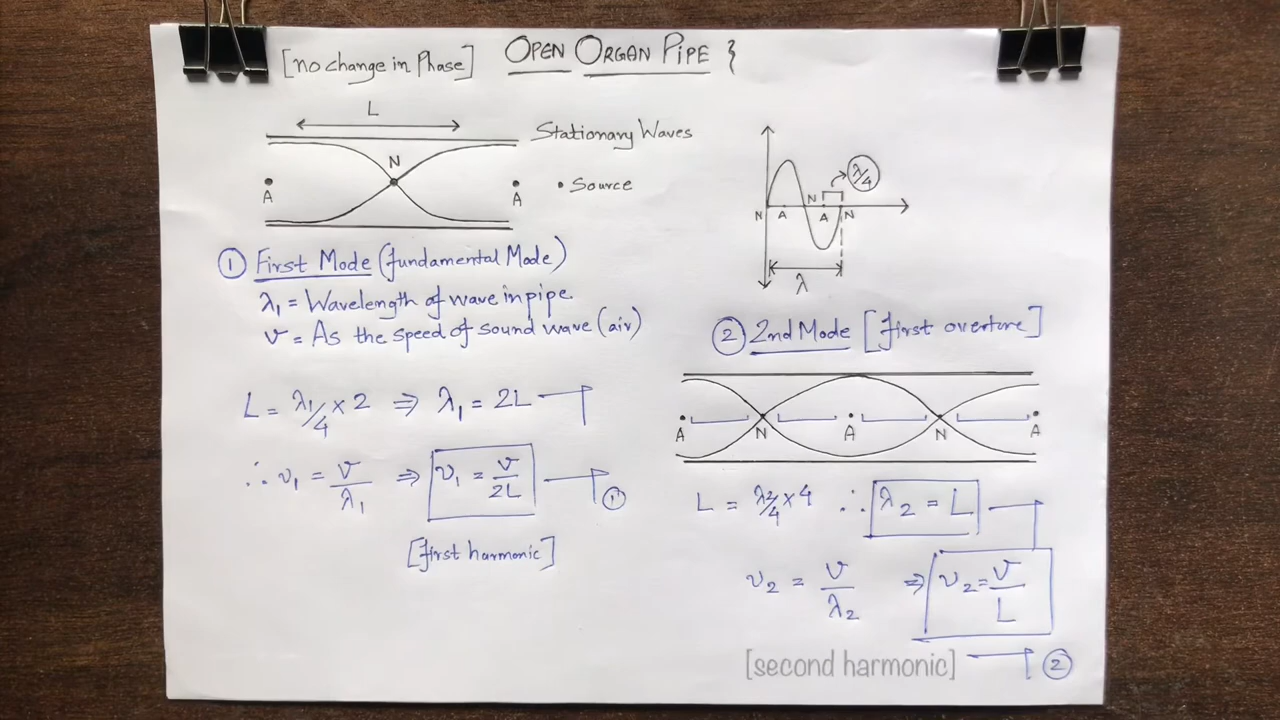 [no change in Phase] OPEN ORGAN PIPE }
L
Stationary Waves
N
A
A
• Source
λ/4
N A N A N
λ
① First Mode (fundamental Mode)
λ₁ = Wavelength of wave in pipe.
v = As the speed of sound wave (air)
L = λ₁/4 × 2 ⇒ λ₁ = 2L
∴ ν₁ = v/λ₁ ⇒ ν₁ = v/2L ①
[first harmonic]
② 2nd Mode [first overtone]
A N A N A
L = λ₂/4 × 4 ∴ λ₂ = L
ν₂ = v/λ₂ ⇒ ν₂ = v/L
[second harmonic] ②